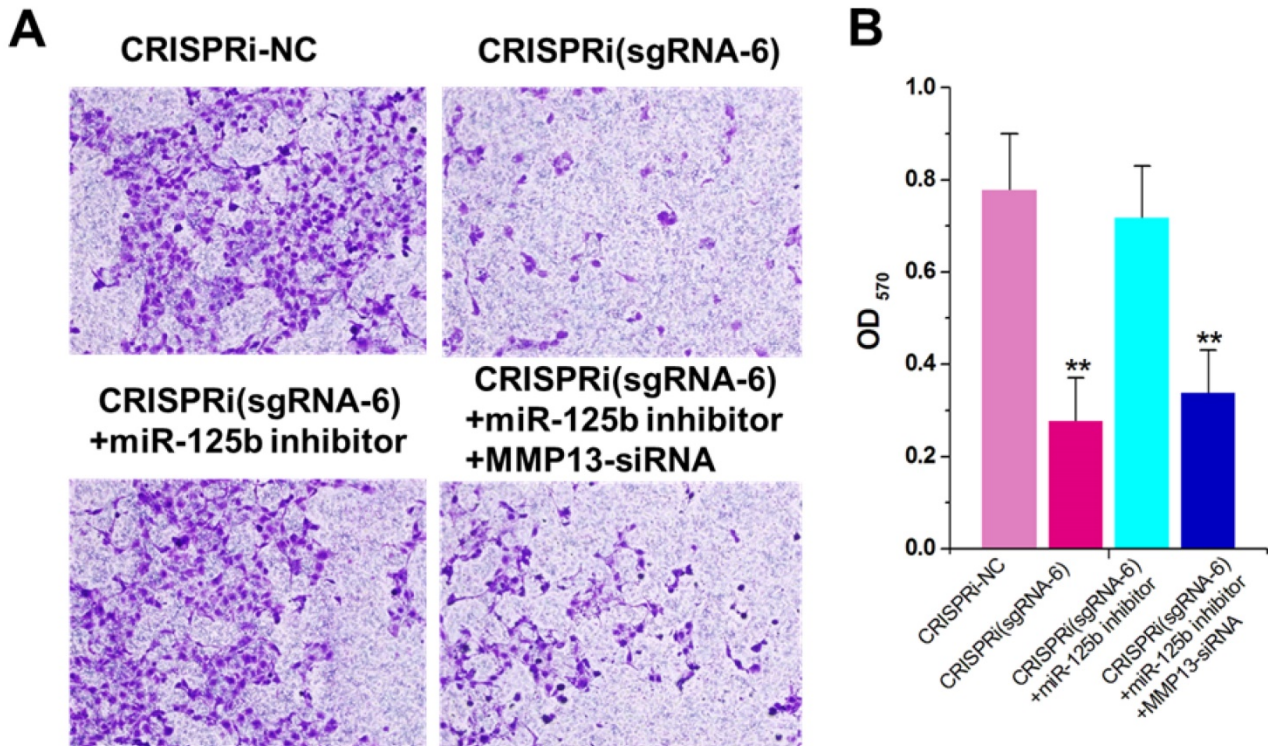 A
CRISPRi-NC
CRISPRi(sgRNA-6)
CRISPRi(sgRNA-6)
+miR-125b inhibitor
CRISPRi(sgRNA-6)
+miR-125b inhibitor
+MMP13-siRNA
B
1.0
0.8
0.6
0.4
0.2
0.0
OD 570
**
**
CRISPRi-NC
CRISPRi(sgRNA-6)
CRISPRi(sgRNA-6)
+miR-125b inhibitor
CRISPRi(sgRNA-6)
+miR-125b inhibitor
+MMP13-siRNA